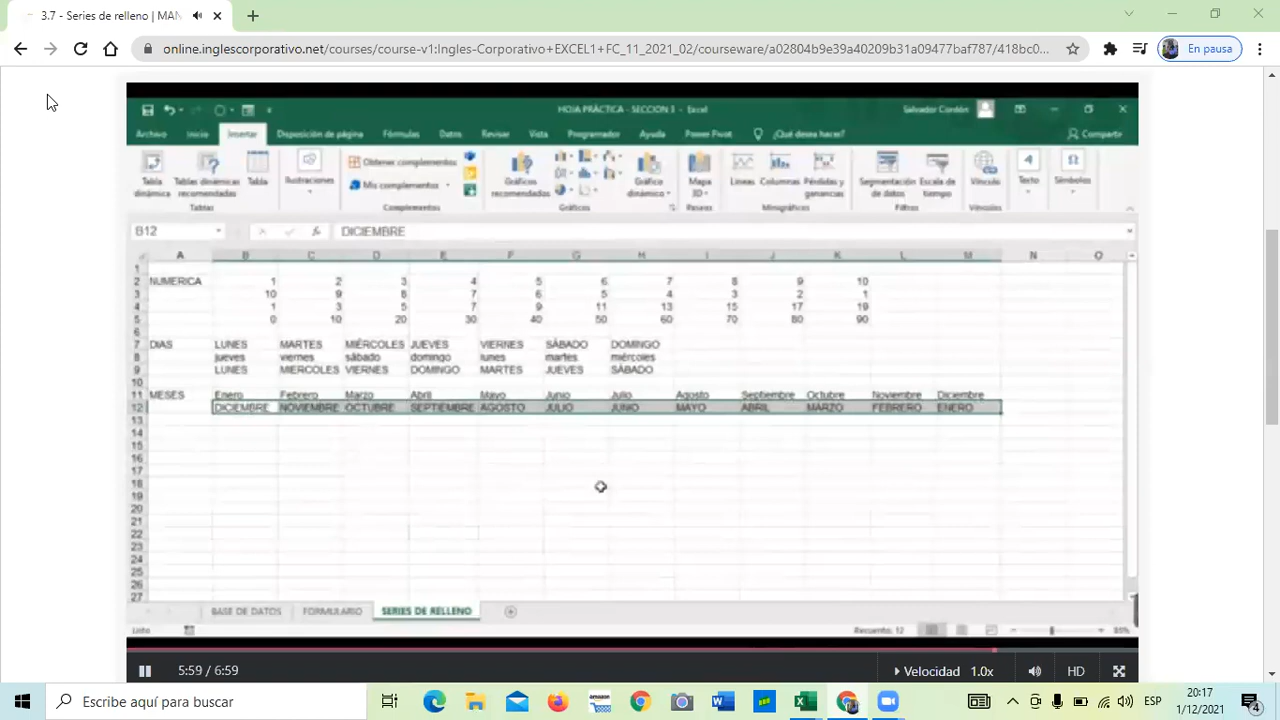 3.7 - Series de relleno | MAN
online.inglescorporativo.net/courses/course-v1:Ingles-Corporativo+EXCEL1+FC_11_2021_02/courseware/a02804b9e39a40209b31a09477baf787/418bc0...
En pausa
HOJA PRÁCTICA - SECCION 3 - Excel
Salvador Cordón
Archivo Inicio Insertar Disposición de página Fórmulas Datos Revisar Vista Programador Ayuda Power Pivot ¿Qué desea hacer? Compartir
Tabla dinámica Tablas dinámicas recomendadas Tabla Ilustraciones Obtener complementos Mis complementos Gráficos recomendados Gráfico dinámico Mapa 3D Líneas Columnas Pérdidas y ganancias Segmentación de datos Escala de tiempo Vínculo Texto Símbolos
Tablas Complementos Gráficos Paseos Minigráficos Filtros Vínculos
B12 fx DICIEMBRE
A B C D E F G H I J K L M N O
1
2 NUMERICA 1 2 3 4 5 6 7 8 9 10
3 10 9 8 7 6 5 4 3 2 1
4 1 3 5 7 9 11 13 15 17 19
5 0 10 20 30 40 50 60 70 80 90
6
7 DIAS LUNES MARTES MIÉRCOLES JUEVES VIERNES SÁBADO DOMINGO
8 jueves viernes sábado domingo lunes martes miércoles
9 LUNES MIERCOLES VIERNES DOMINGO MARTES JUEVES SÁBADO
10
11 MESES Enero Febrero Marzo Abril Mayo Junio Julio Agosto Septiembre Octubre Noviembre Diciembre
12 DICIEMBRE NOVIEMBRE OCTUBRE SEPTIEMBRE AGOSTO JULIO JUNIO MAYO ABRIL MARZO FEBRERO ENERO
13
14
15
16
17
18
19
20
21
22
23
24
25
26
27
BASE DE DATOS FORMULARIO SERIES DE RELLENO
Listo Recuento: 12 85%
5:59 / 6:59 Velocidad 1.0x HD
Escribe aquí para buscar
amazon
ESP
20:17
1/12/2021
4